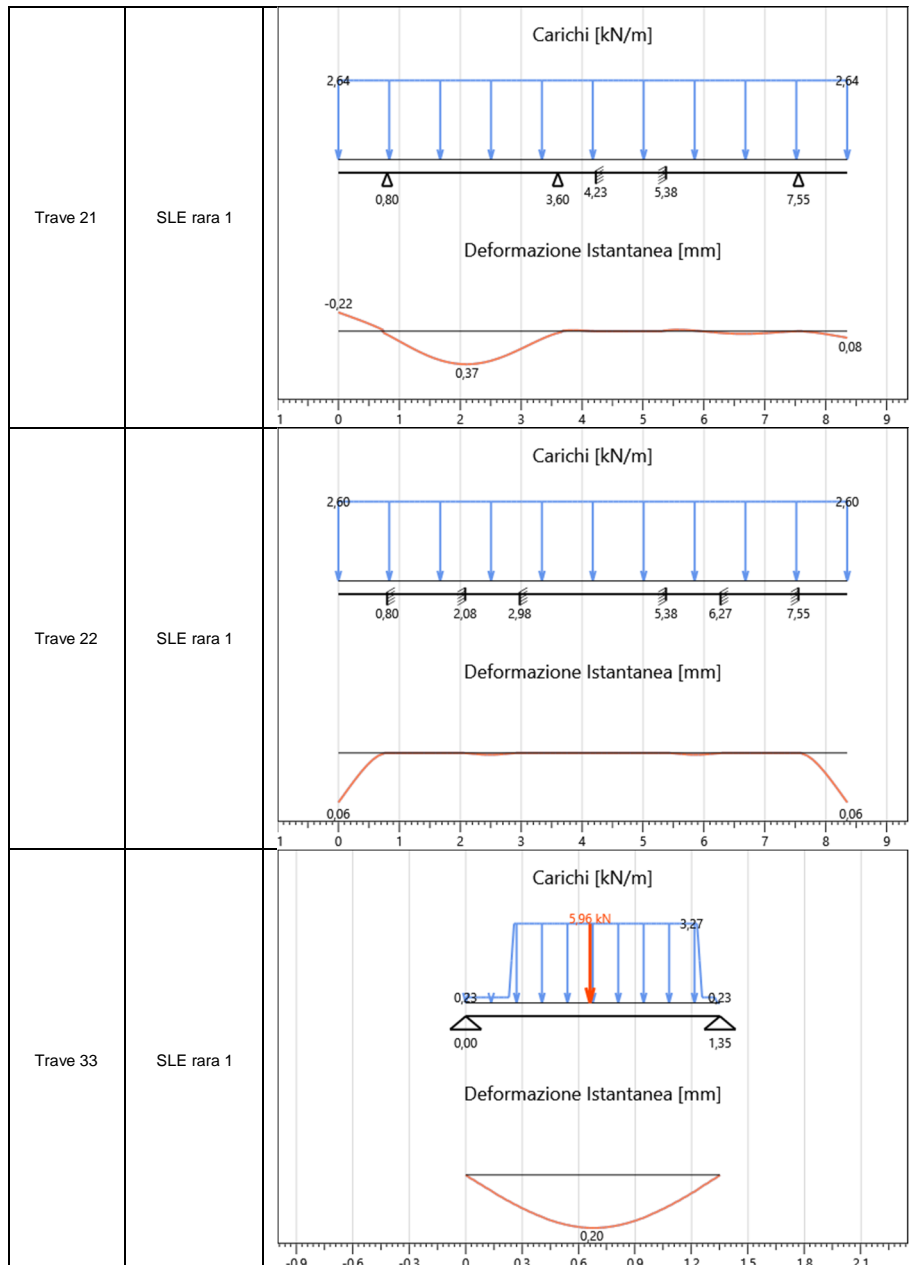 Trave 21
SLE rara 1
Carichi [kN/m]
2,64 2,64
0,80 3,60 4,23 5,38 7,55
Deformazione Istantanea [mm]
-0,22
0,37
0,08
1 0 1 2 3 4 5 6 7 8 9
Trave 22
SLE rara 1
Carichi [kN/m]
2,60 2,60
0,80 2,08 2,98 5,38 6,27 7,55
Deformazione Istantanea [mm]
0,06 0,06
1 0 1 2 3 4 5 6 7 8 9
Trave 33
SLE rara 1
Carichi [kN/m]
5,96 kN
3,27
0,23 0,23
0,00 1,35
Deformazione Istantanea [mm]
0,20
-0.9 -0.6 -0.3 0 0.3 0.6 0.9 1.2 1.5 1.8 2.1